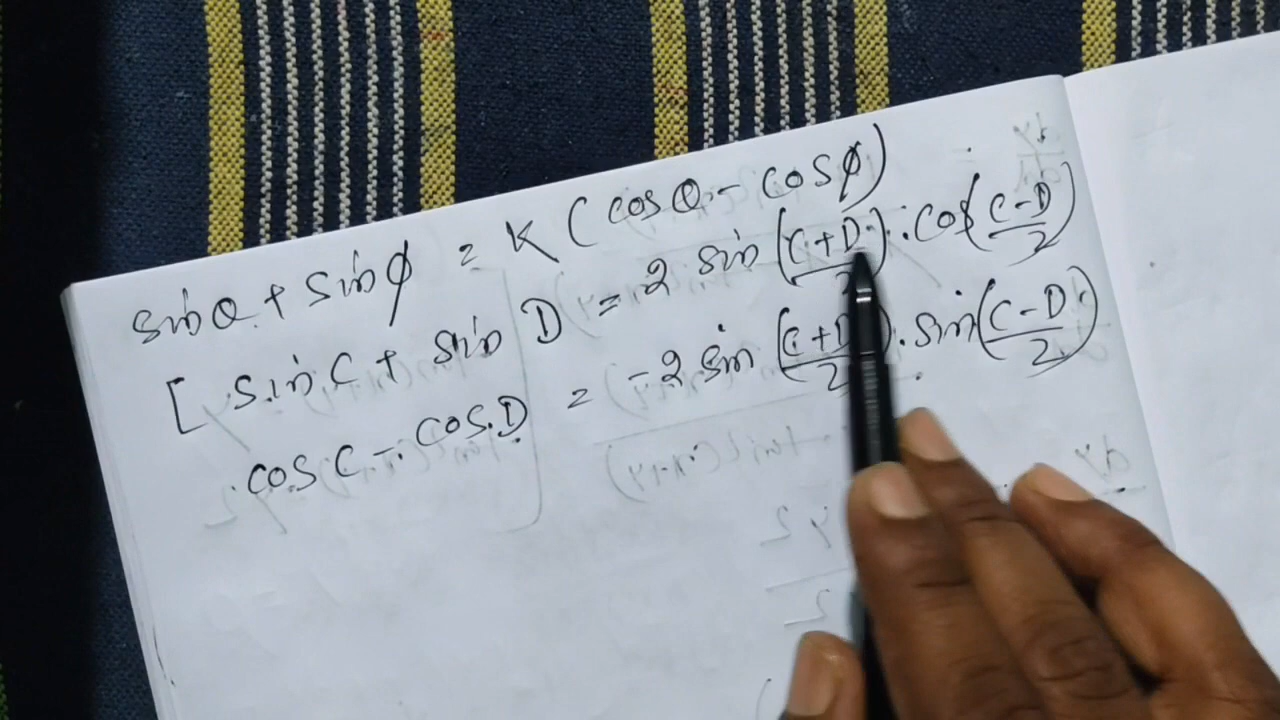 sinθ + sinϕ = K (cosθ - cosϕ)
[ sin C + sin D = 2 sin (C+D/2) . cos (C-D/2)
cos C - cos D = -2 sin (C+D/2) . sin (C-D/2)